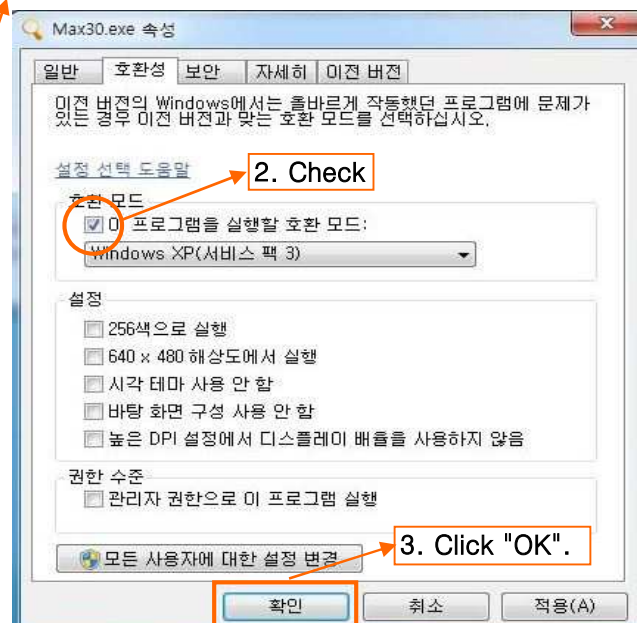 Max30.exe 속성
일반 호환성 보안 자세히 이전 버전
이전 버전의 Windows에서는 올바르게 작동했던 프로그램에 문제가
있는 경우 이전 버전과 맞는 호환 모드를 선택하십시오.
설정 선택 도움말
2. Check
호환 모드
이 프로그램을 실행할 호환 모드:
Windows XP(서비스 팩 3)
설정
256색으로 실행
640 x 480 해상도에서 실행
시각 테마 사용 안 함
바탕 화면 구성 사용 안 함
높은 DPI 설정에서 디스플레이 배율을 사용하지 않음
권한 수준
관리자 권한으로 이 프로그램 실행
3. Click "OK".
모든 사용자에 대한 설정 변경
확인 취소 적용(A)